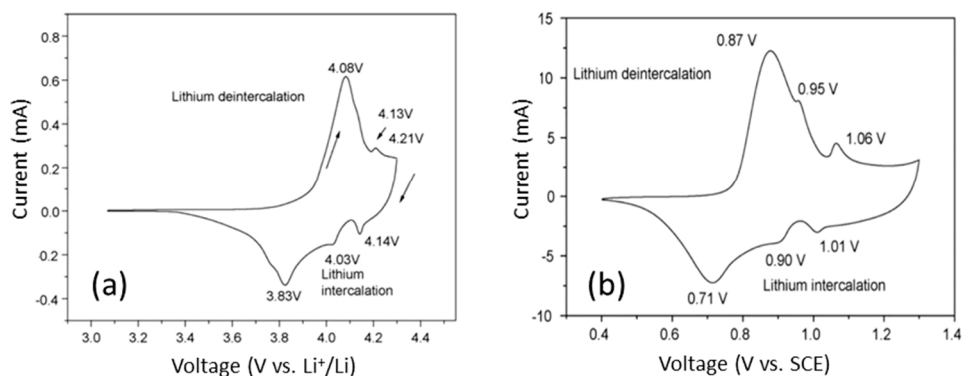 0.8
0.6
0.4
0.2
0.0
-0.2
-0.4
Current (mA)
4.08V
Lithium deintercalation
4.13V
4.21V
4.14V
4.03V
Lithium
intercalation
3.83V
(a)
3.0 3.2 3.4 3.6 3.8 4.0 4.2 4.4
Voltage (V vs. Li⁺/Li)
15
10
5
0
-5
-10
Current (mA)
0.87 V
Lithium deintercalation
0.95 V
1.06 V
1.01 V
0.90 V
0.71 V
Lithium intercalation
(b)
0.4 0.6 0.8 1.0 1.2 1.4
Voltage (V vs. SCE)